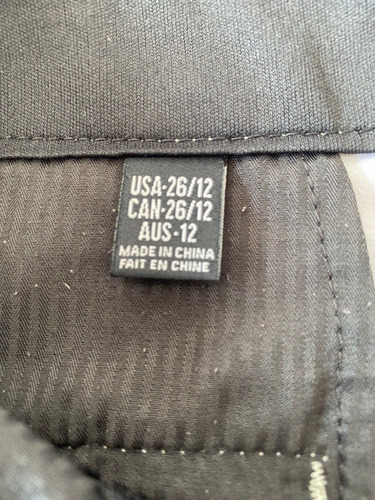 USA-26/12
CAN-26/12
AUS-12
MADE IN CHINA
FAIT EN CHINE